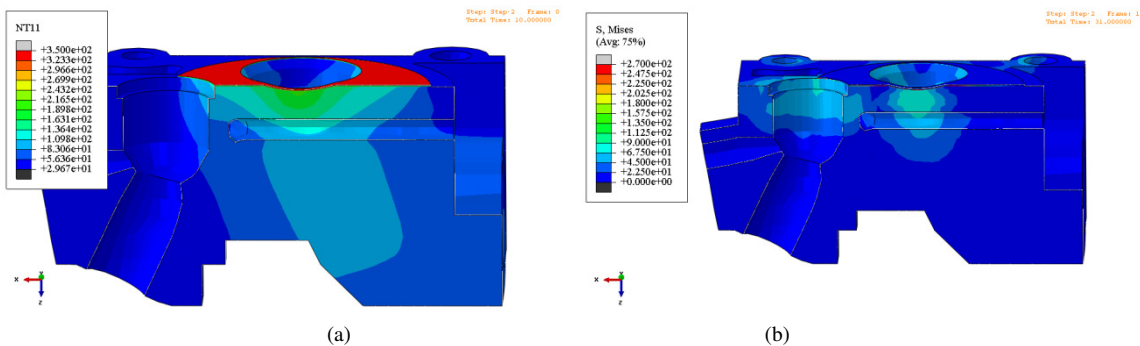 Step: Step-2 Frame: 0
Total Time: 10.000000
NT11
+3.500e+02
+3.233e+02
+2.966e+02
+2.699e+02
+2.432e+02
+2.165e+02
+1.898e+02
+1.631e+02
+1.364e+02
+1.098e+02
+8.306e+01
+5.636e+01
+2.967e+01
x
Y
z
(a)
Step: Step-2 Frame: 1
Total Time: 31.000000
S, Mises
(Avg: 75%)
+2.700e+02
+2.475e+02
+2.250e+02
+2.025e+02
+1.800e+02
+1.575e+02
+1.350e+02
+1.125e+02
+9.000e+01
+6.750e+01
+4.500e+01
+2.250e+01
+0.000e+00
x
Y
z
(b)